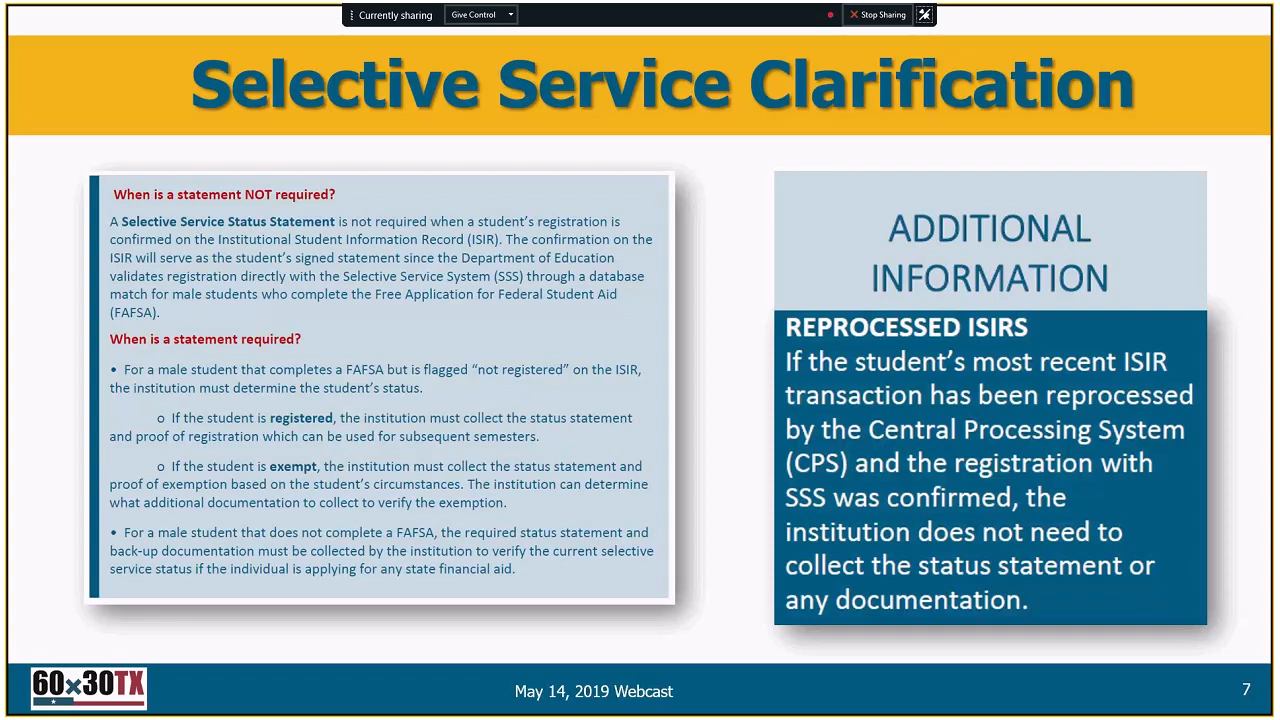 Currently sharing
Give Control
Stop Sharing
Selective Service Clarification
When is a statement NOT required?
A Selective Service Status Statement is not required when a student's registration is
confirmed on the Institutional Student Information Record (ISIR). The confirmation on the
ISIR will serve as the student's signed statement since the Department of Education
validates registration directly with the Selective Service System (SSS) through a database
match for male students who complete the Free Application for Federal Student Aid
(FAFSA).
When is a statement required?
• For a male student that completes a FAFSA but is flagged “not registered” on the ISIR,
the institution must determine the student's status.
o If the student is registered, the institution must collect the status statement
and proof of registration which can be used for subsequent semesters.
o If the student is exempt, the institution must collect the status statement and
proof of exemption based on the student's circumstances. The institution can determine
what additional documentation to collect to verify the exemption.
• For a male student that does not complete a FAFSA, the required status statement and
back-up documentation must be collected by the institution to verify the current selective
service status if the individual is applying for any state financial aid.
ADDITIONAL
INFORMATION
REPROCESSED ISIRS
If the student's most recent ISIR
transaction has been reprocessed
by the Central Processing System
(CPS) and the registration with
SSS was confirmed, the
institution does not need to
collect the status statement or
any documentation.
60x30TX
May 14, 2019 Webcast
7